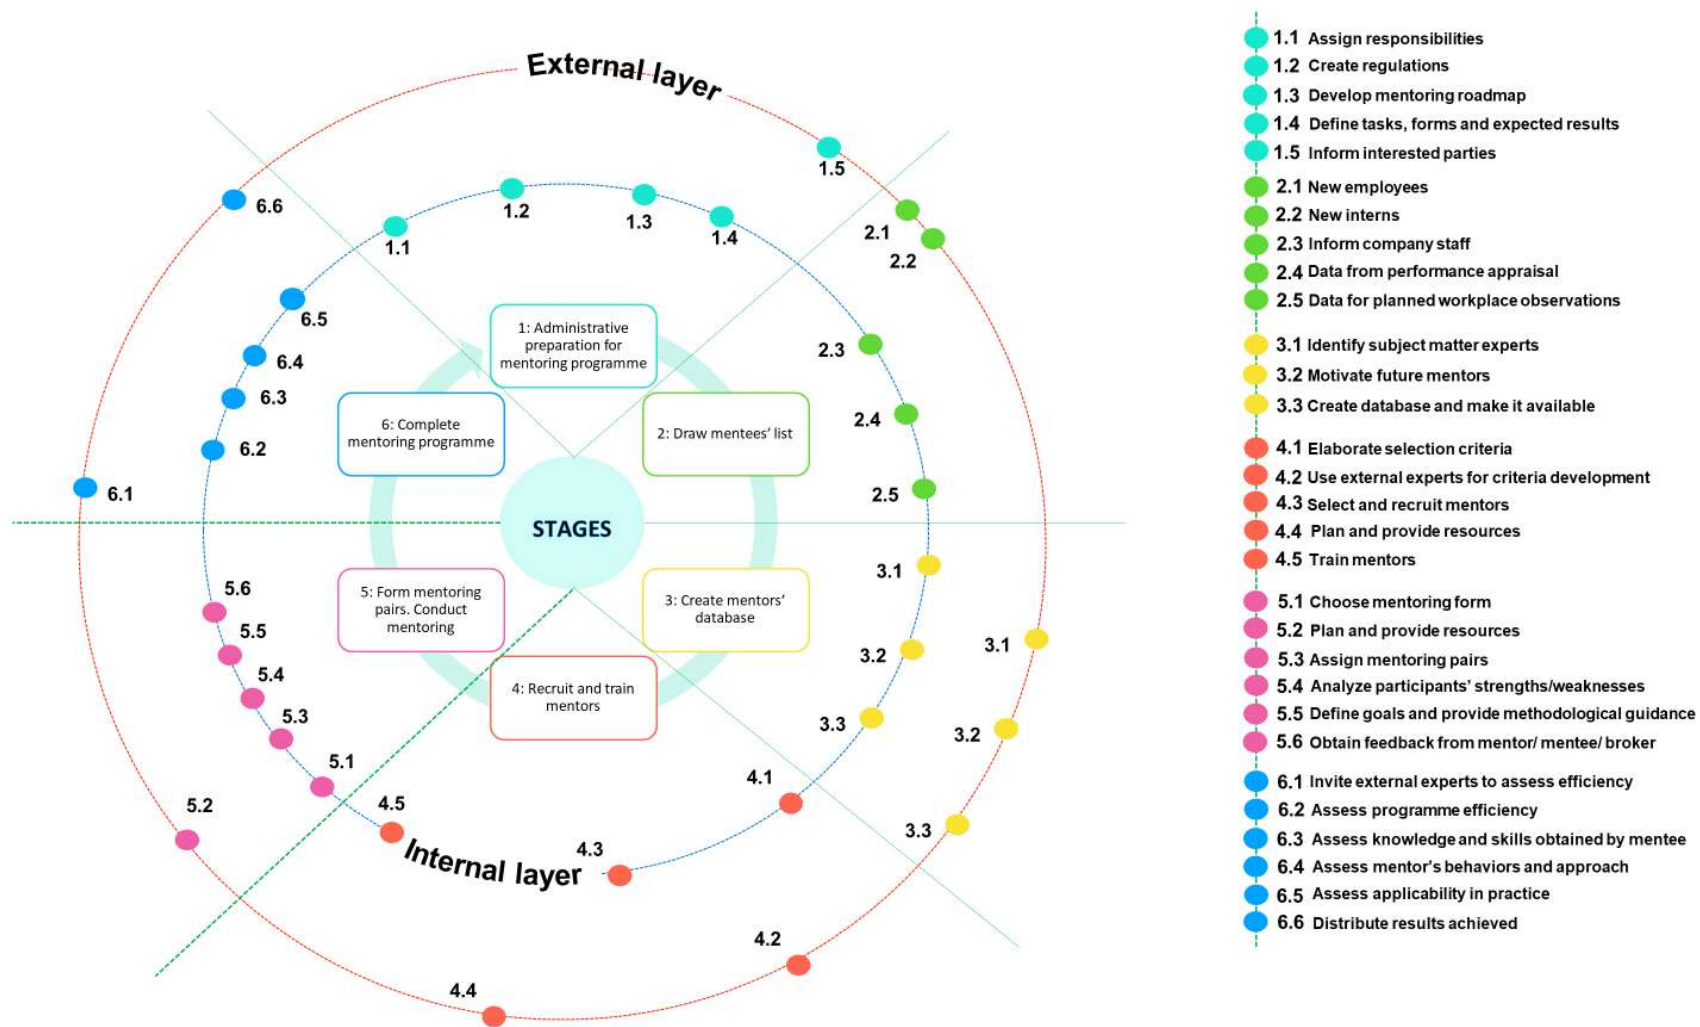 External layer
1.5
6.6
1.2
1.3
1.4
1.1
2.1
2.2
6.5
2.3
6.4
6.3
2.4
6.2
6.1
2.5
1: Administrative
preparation for
mentoring programme
6: Complete
mentoring programme
2: Draw mentees’ list
STAGES
5: Form mentoring
pairs. Conduct
mentoring
3: Create mentors’
database
4: Recruit and train
mentors
3.1
5.6
5.5
3.1
3.2
5.4
5.3
3.3
3.2
5.1
4.1
5.2
4.5
3.3
4.3
Internal layer
4.2
4.4
1.1 Assign responsibilities
1.2 Create regulations
1.3 Develop mentoring roadmap
1.4 Define tasks, forms and expected results
1.5 Inform interested parties
2.1 New employees
2.2 New interns
2.3 Inform company staff
2.4 Data from performance appraisal
2.5 Data for planned workplace observations
3.1 Identify subject matter experts
3.2 Motivate future mentors
3.3 Create database and make it available
4.1 Elaborate selection criteria
4.2 Use external experts for criteria development
4.3 Select and recruit mentors
4.4 Plan and provide resources
4.5 Train mentors
5.1 Choose mentoring form
5.2 Plan and provide resources
5.3 Assign mentoring pairs
5.4 Analyze participants’ strengths/weaknesses
5.5 Define goals and provide methodological guidance
5.6 Obtain feedback from mentor/ mentee/ broker
6.1 Invite external experts to assess efficiency
6.2 Assess programme efficiency
6.3 Assess knowledge and skills obtained by mentee
6.4 Assess mentor's behaviors and approach
6.5 Assess applicability in practice
6.6 Distribute results achieved